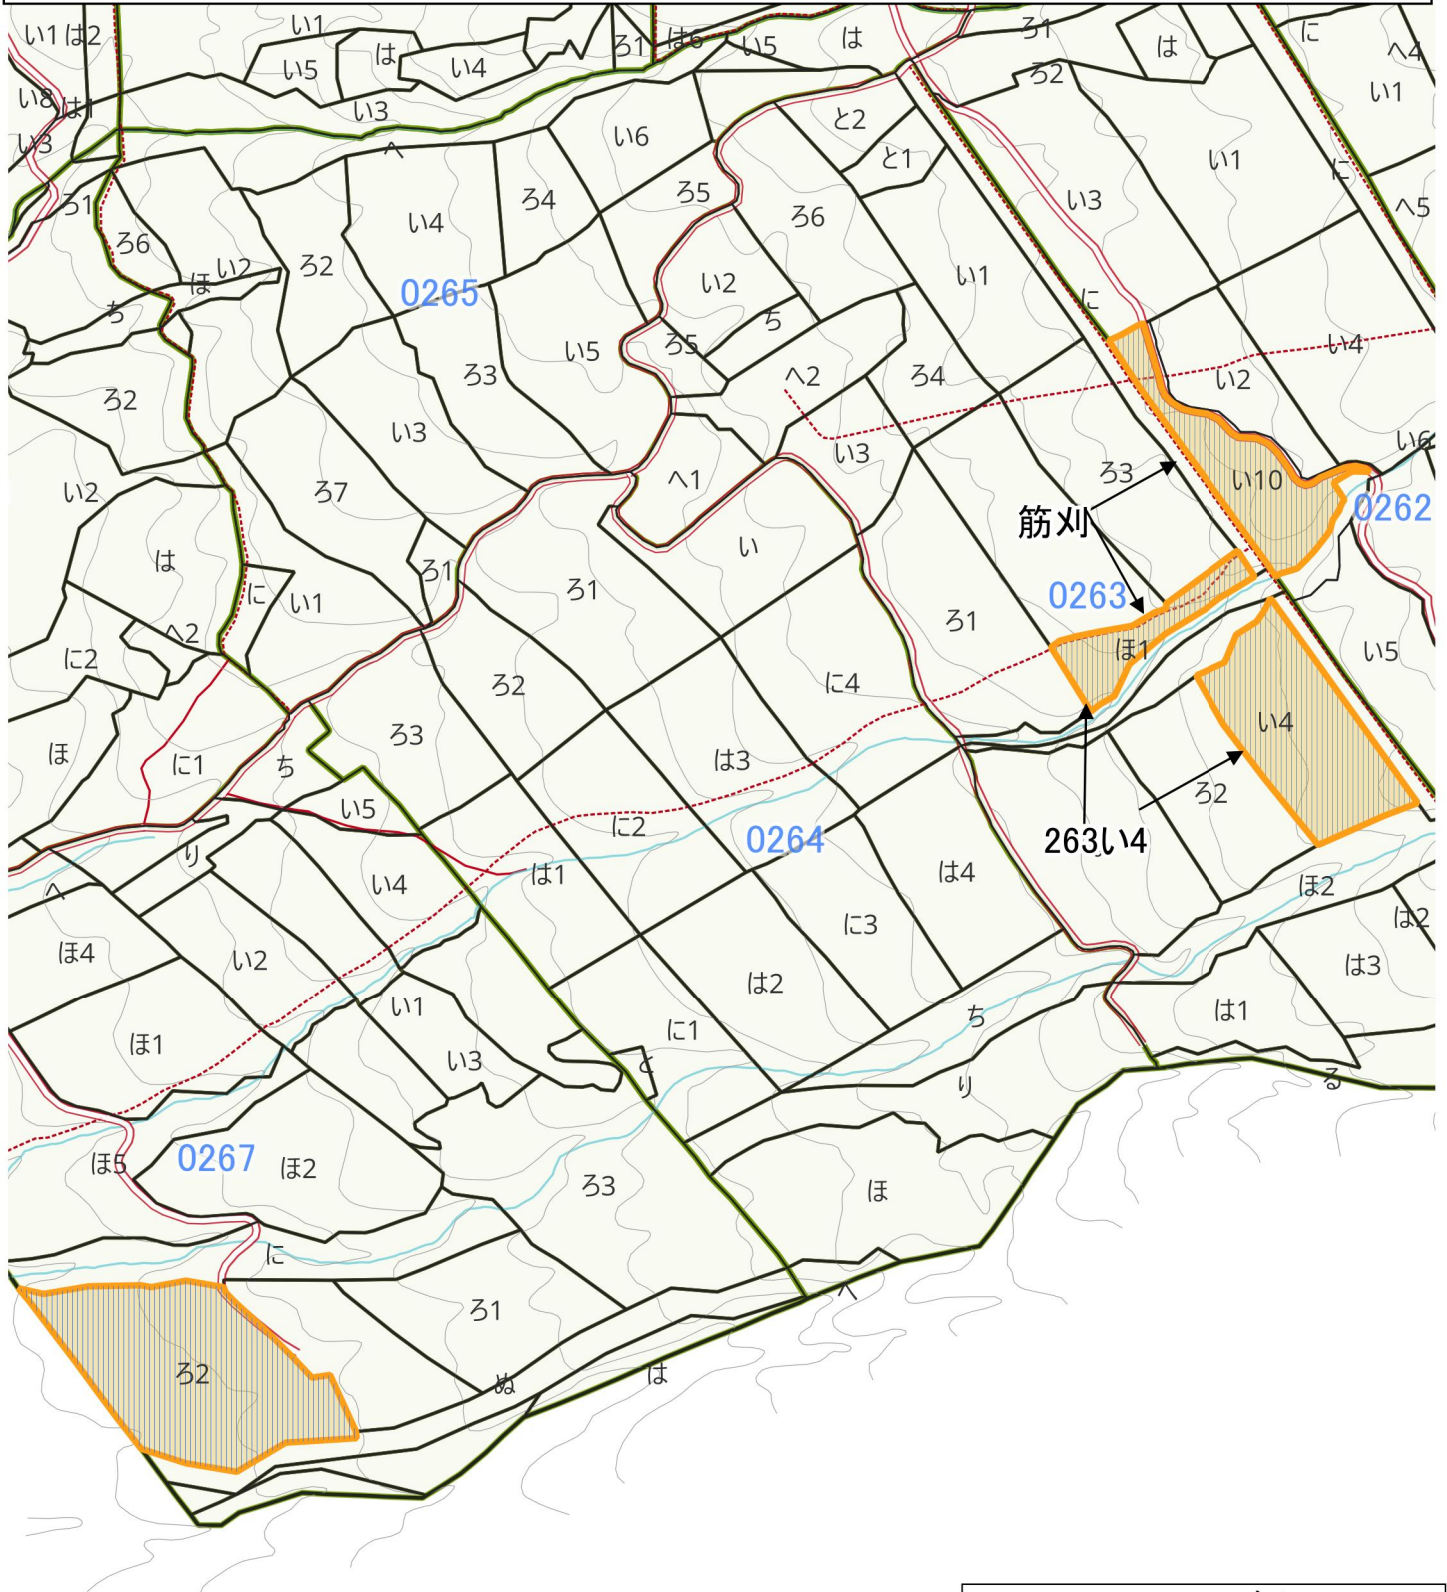 い1
は2
い1
い5
は
い4
ろ1
は6
い5
は
ろ1
は
に
へ4
い8
は1
い3
い3
へ
い6
と2
ろ2
い1
い1
と1
に
ろ1
ろ6
い2
ほ
ろ2
い4
ろ4
ろ5
ろ6
い3
へ5
0265
い2
い1
に
ち
い5
ろ5
ち
い4
ろ2
ろ3
へ2
ろ4
い2
い3
い3
い6
い2
ろ7
へ1
ろ3
い10
0262
筋刈
は
い
ろ1
ろ1
0263
に
い1
へ2
ろ1
ほ1
い5
に2
ろ2
に4
い4
ほ
に1
ち
ろ3
は3
ろ2
い5
に2
0264
263い4
り
い4
は1
は4
へ
ほ2
ほ4
い2
に3
は2
は3
は2
い1
に1
ち
は1
ほ1
い3
と
り
る
ほ5
0267
ほ2
ろ3
ほ
に
ろ1
へ
ろ2
ぬ
は